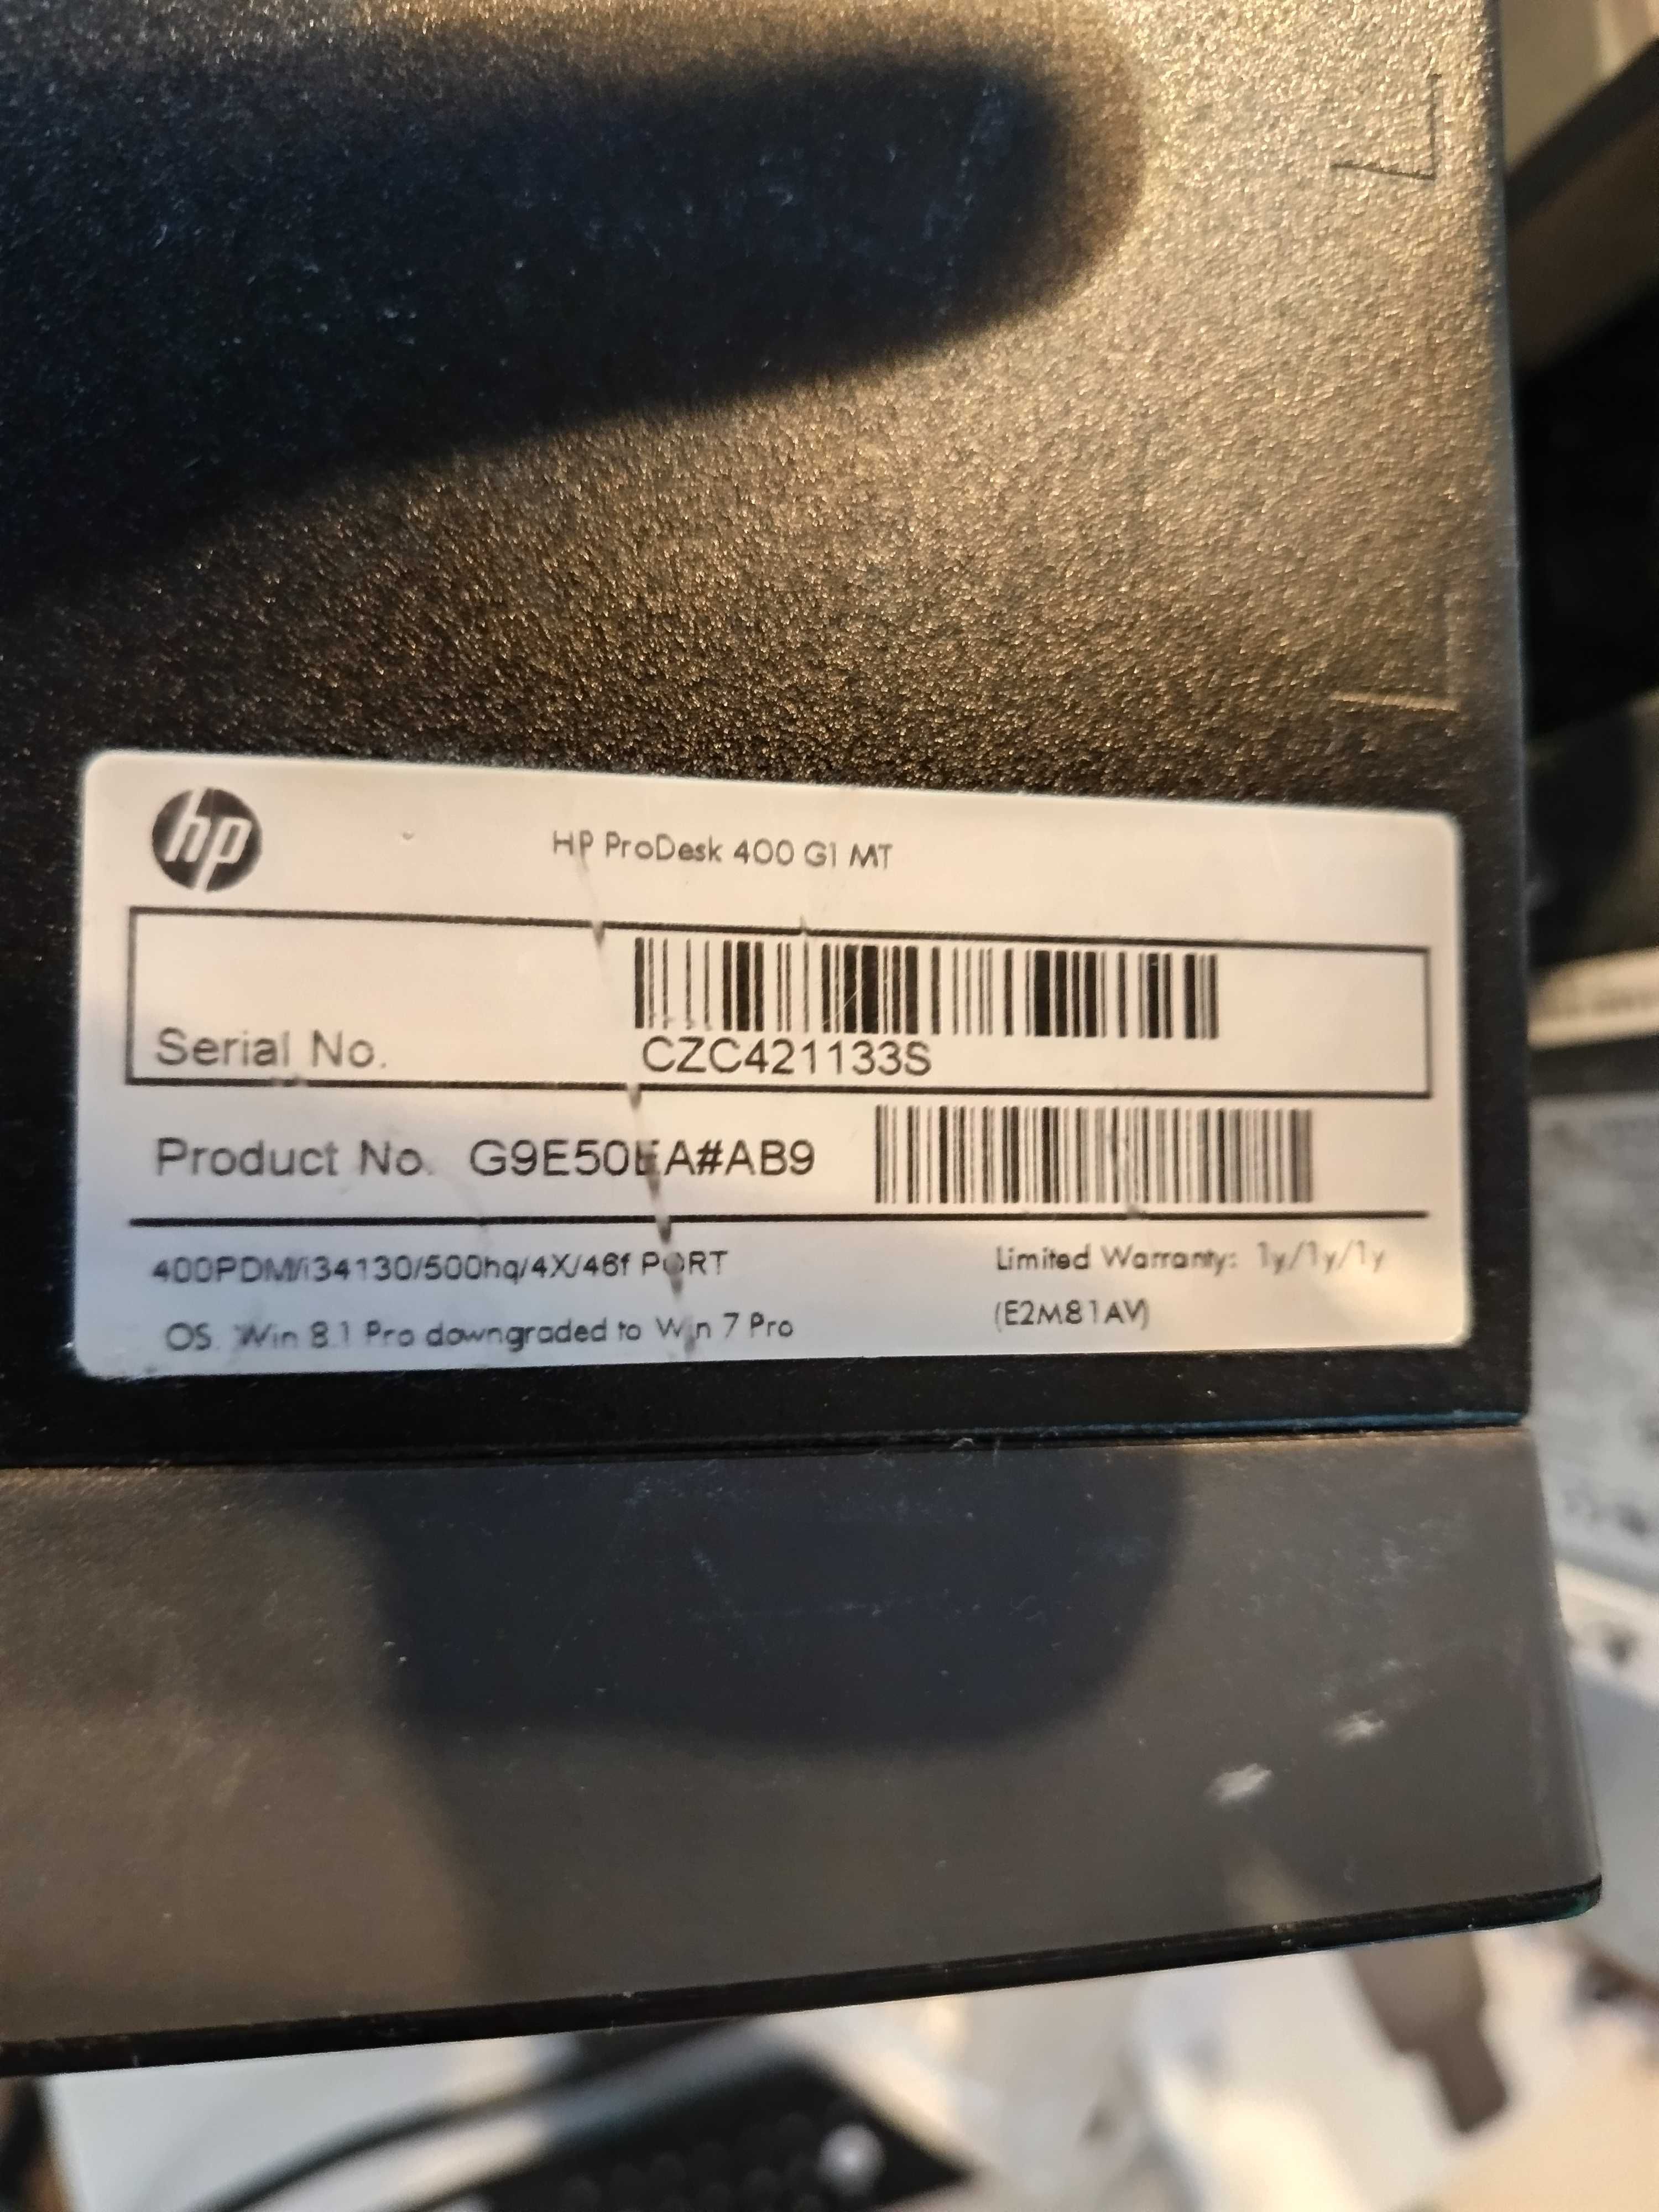 hp
HP ProDesk 400 G1 MT
Serial No. CZC421133S
Product No. G9E50EA#AB9
400PDM/i34130/500hq/4X/46f PORT
Limited Warranty: 1y/1y/1y
OS Win 8.1 Pro downgraded to Win 7 Pro
(E2M81AV)